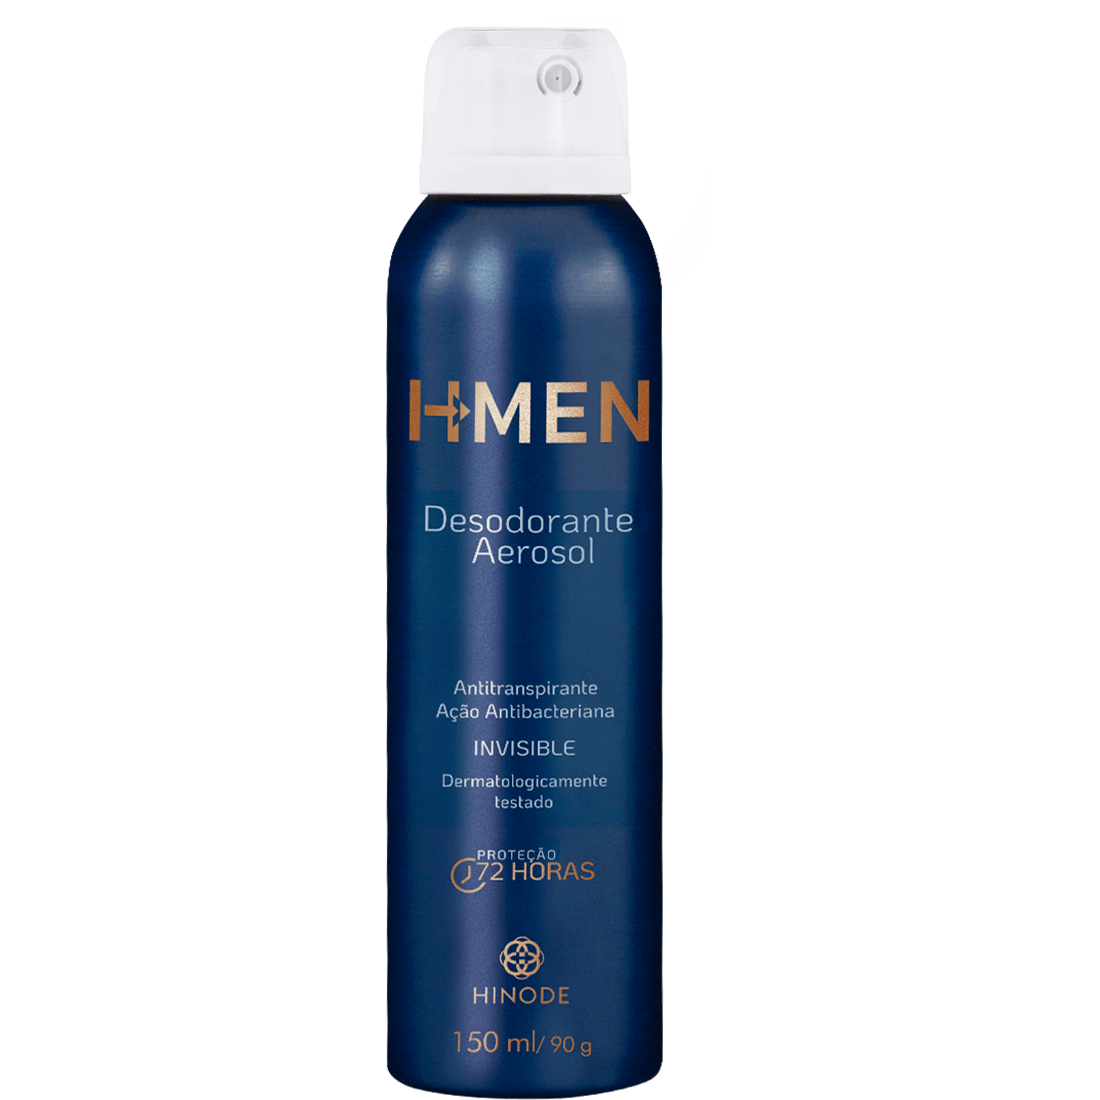 H-MEN
Desodorante
Aerosol
Antitranspirante
Ação Antibacteriana
INVISIBLE
Dermatologicamente
testado
PROTEÇÃO
72 HORAS
HINODE
150 ml/ 90 g